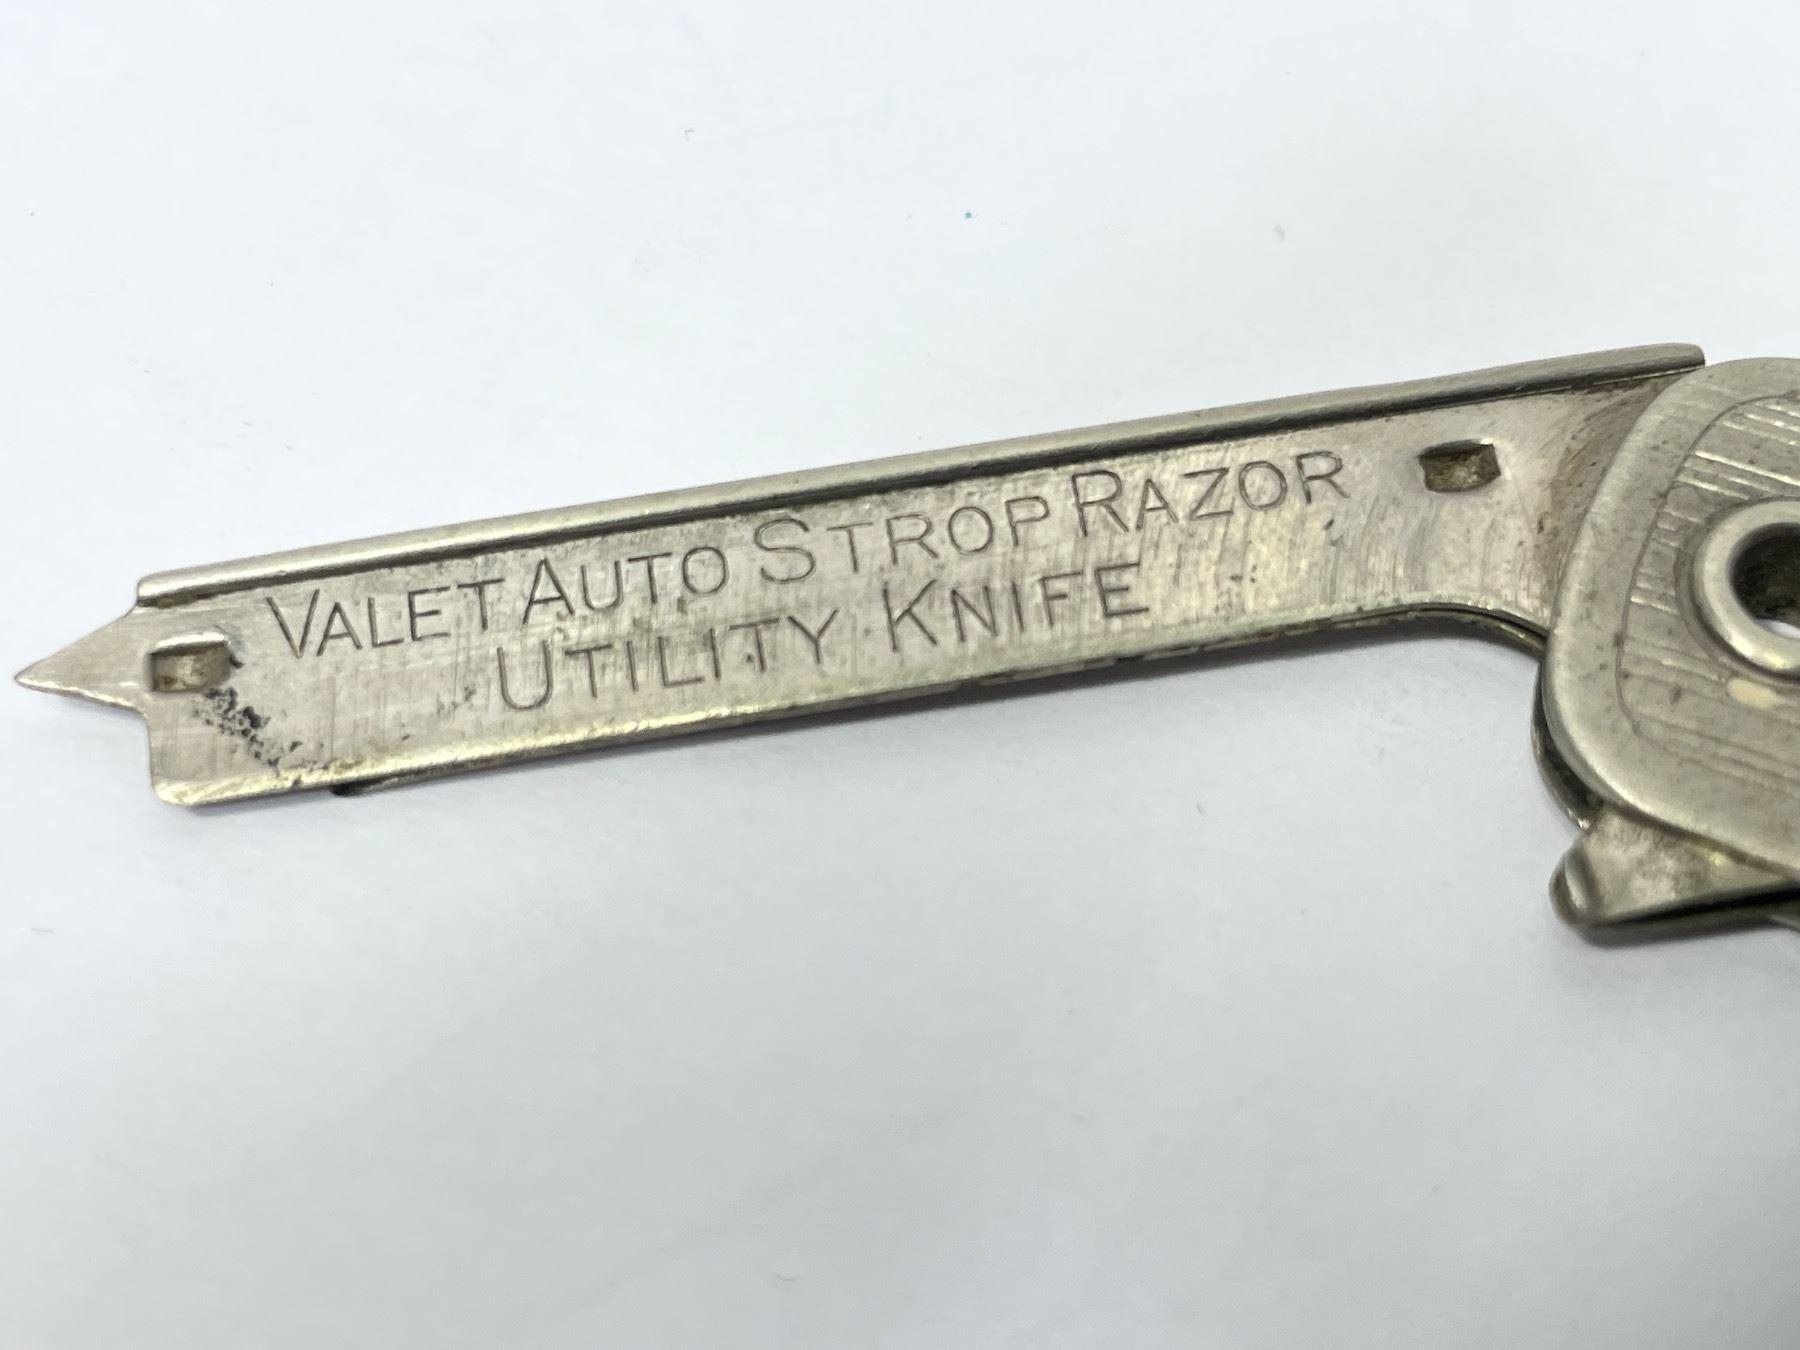 VALET AUTO STROP RAZOR
UTILITY KNIFE